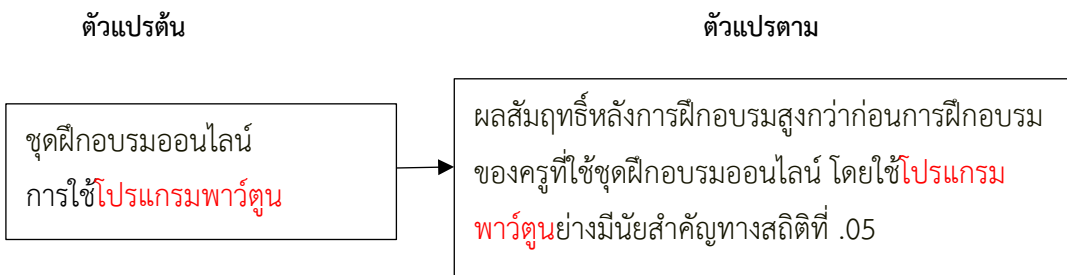 ตัวแปรต้น
ตัวแปรตาม
ชุดฝึกอบรมออนไลน์
การใช้โปรแกรมพาว์ตูน
ผลสัมฤทธิ์หลังการฝึกอบรมสูงกว่าก่อนการฝึกอบรม
ของครูที่ใช้ชุดฝึกอบรมออนไลน์ โดยใช้โปรแกรม
พาว์ตูนย่างมีนัยสำคัญทางสถิติที่ .05